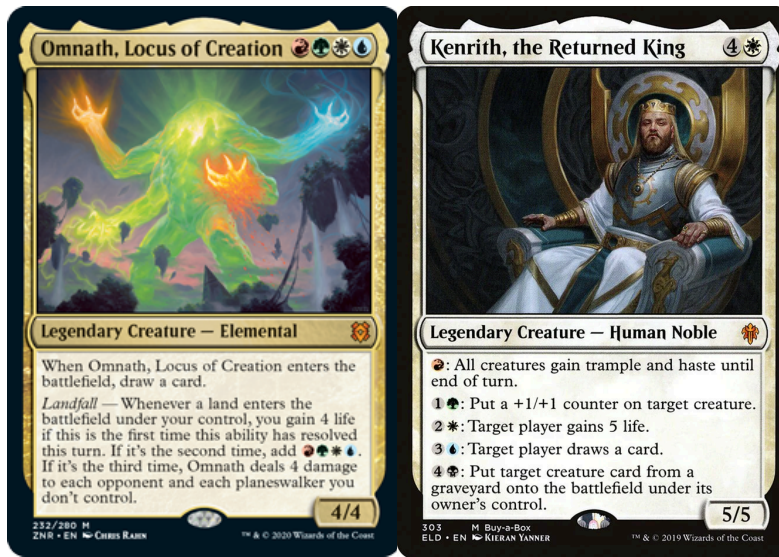 Omnath, Locus of Creation
Legendary Creature — Elemental
When Omnath, Locus of Creation enters the
battlefield, draw a card.
Landfall — Whenever a land enters the
battlefield under your control, you gain 4 life
if this is the first time this ability has resolved
this turn. If it's the second time, add
If it's the third time, Omnath deals 4 damage
to each opponent and each planeswalker you
don't control.
4/4
232/280 M
ZNR • EN Chris Rahn
™ & © 2020 Wizards of the Coast
Kenrith, the Returned King 4
Legendary Creature — Human Noble
: All creatures gain trample and haste until
end of turn.
1 : Put a +1/+1 counter on target creature.
2 : Target player gains 5 life.
3 : Target player draws a card.
4 : Put target creature card from a
graveyard onto the battlefield under its
owner's control.
5/5
303 M Buy-a-Box
ELD • EN Kieran Yanner
™ & © 2019 Wizards of the Coast